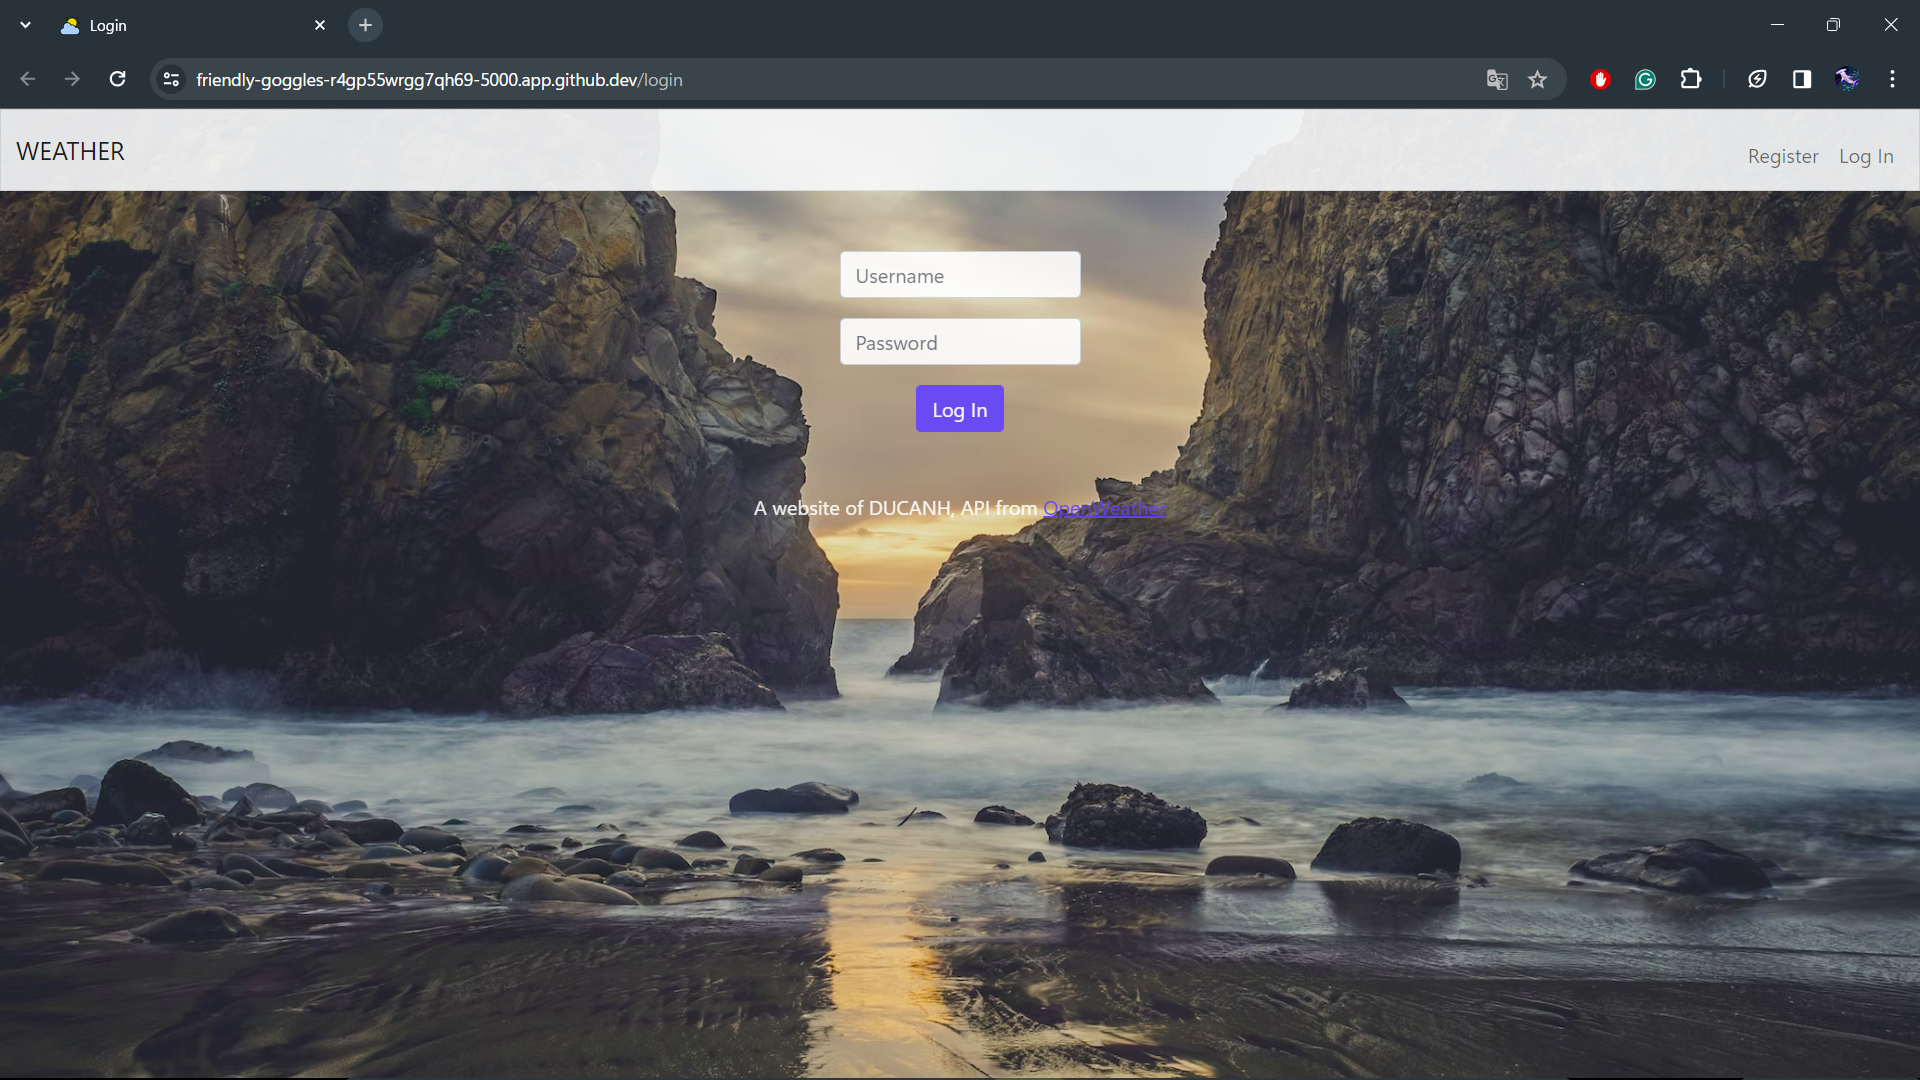 Login
friendly-goggles-r4gp55wrgg7qh69-5000.app.github.dev/login
WEATHER
Register Log In
Username
Password
Log In
A website of DUCANH, API from OpenWeather